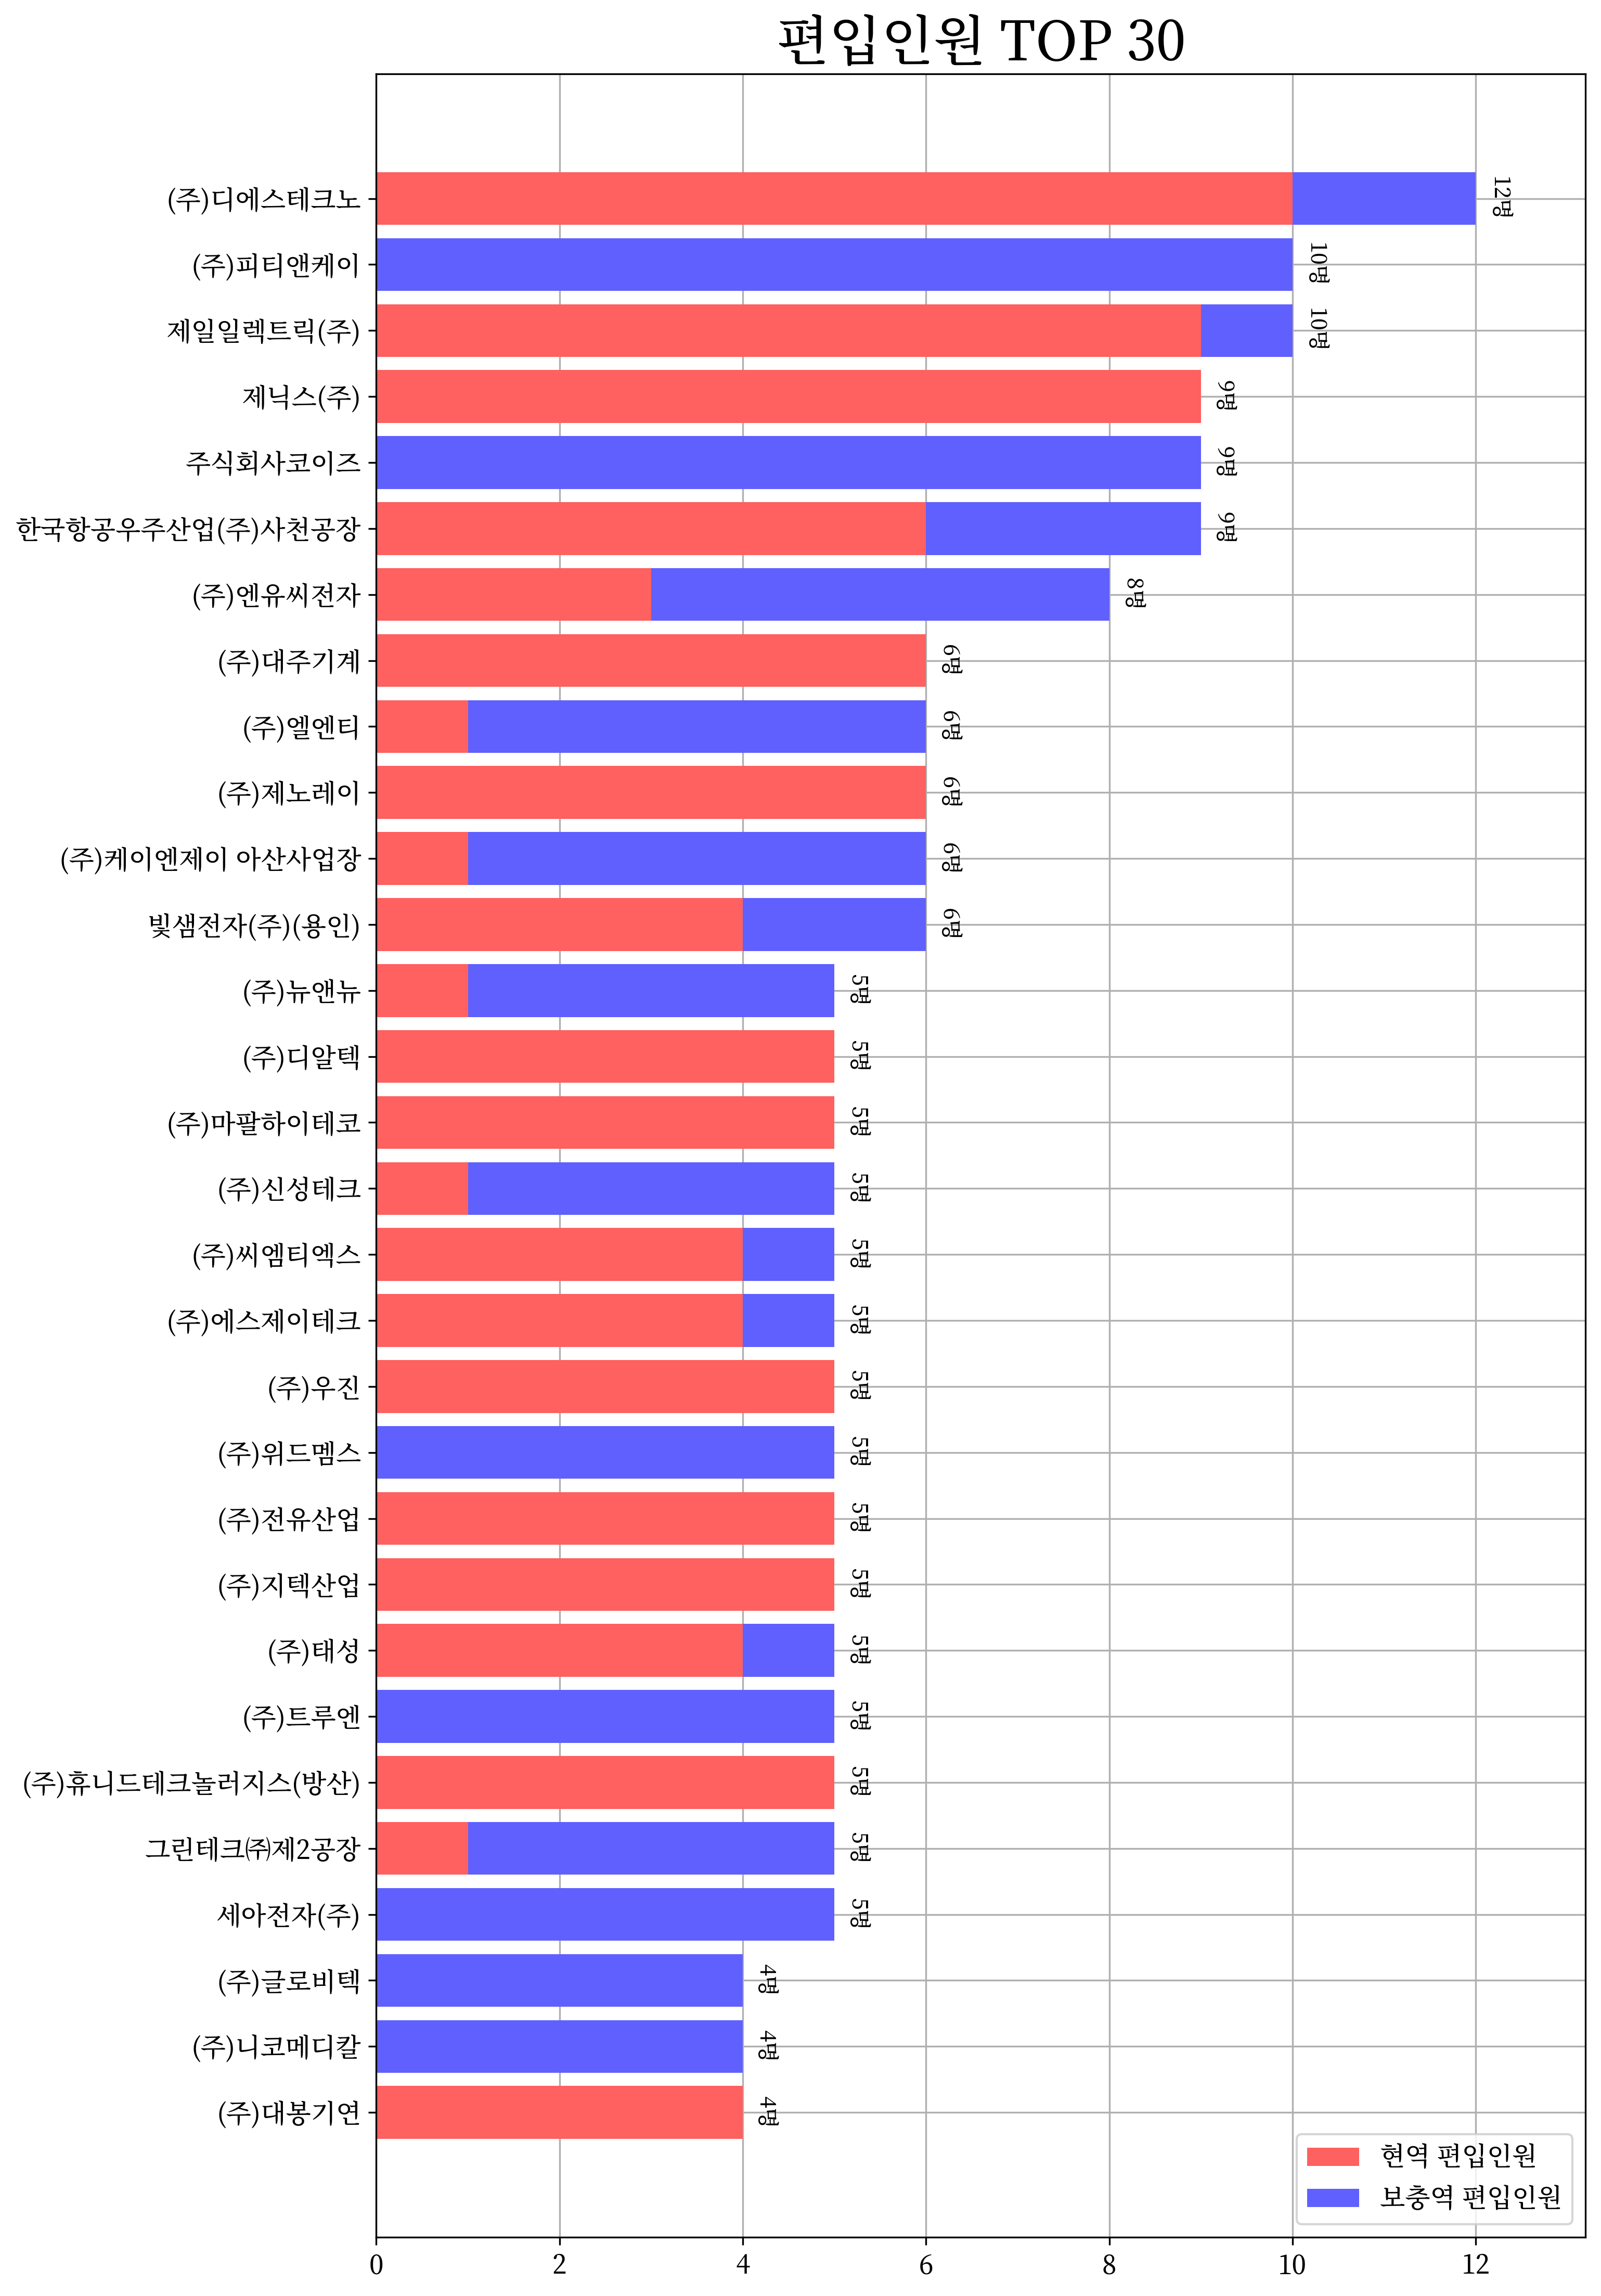 편입인원 TOP 30
(주)디에스테크노 12명
(주)피티앤케이 10명
제일일렉트릭(주) 10명
제닉스(주) 9명
주식회사코이즈 9명
한국항공우주산업(주)사천공장 9명
(주)엔유씨전자 8명
(주)대주기계 6명
(주)엘엔티 6명
(주)제노레이 6명
(주)케이엔제이 아산사업장 6명
빛샘전자(주)(용인) 6명
(주)뉴앤뉴 5명
(주)디알텍 5명
(주)마팔하이테코 5명
(주)신성테크 5명
(주)씨엠티엑스 5명
(주)에스제이테크 5명
(주)우진 5명
(주)위드멤스 5명
(주)전유산업 5명
(주)지텍산업 5명
(주)태성 5명
(주)트루엔 5명
(주)휴니드테크놀러지스(방산) 5명
그린테크㈜제2공장 5명
세아전자(주) 5명
(주)글로비텍 4명
(주)니코메디칼 4명
(주)대봉기연 4명
현역 편입인원
보충역 편입인원
0 2 4 6 8 10 12